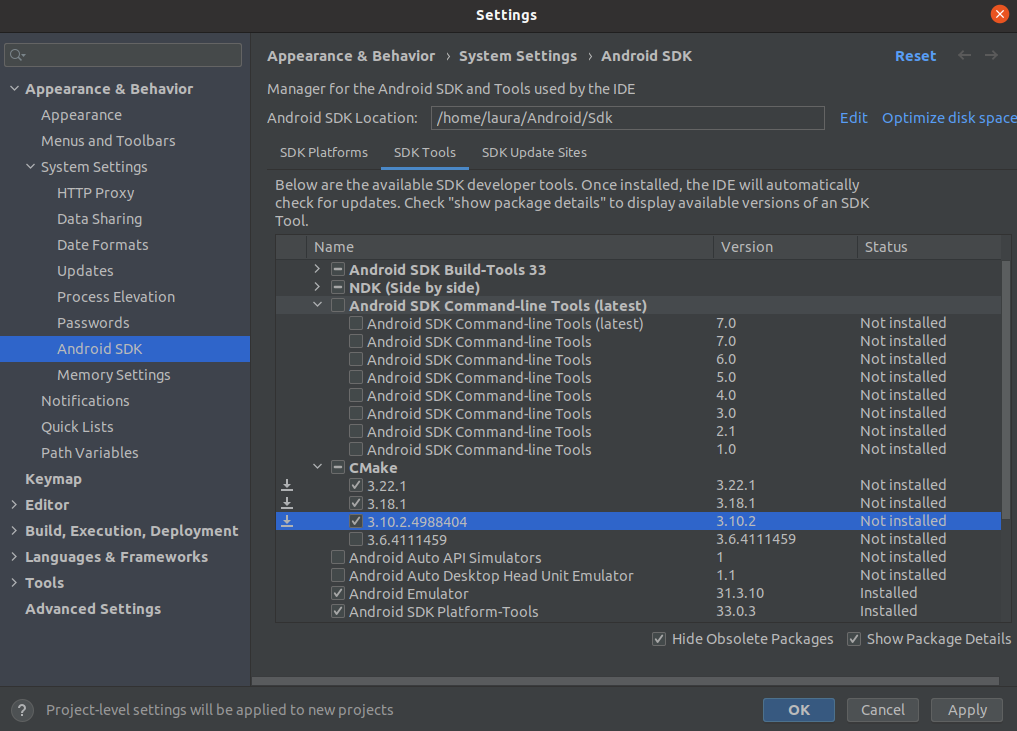 Settings
Appearance & Behavior › System Settings › Android SDK
Reset
Appearance & Behavior
Appearance
Menus and Toolbars
System Settings
HTTP Proxy
Data Sharing
Date Formats
Updates
Process Elevation
Passwords
Android SDK
Memory Settings
Notifications
Quick Lists
Path Variables
Keymap
Editor
Build, Execution, Deployment
Languages & Frameworks
Tools
Advanced Settings
Manager for the Android SDK and Tools used by the IDE
Android SDK Location: /home/laura/Android/Sdk Edit Optimize disk space
SDK Platforms SDK Tools SDK Update Sites
Below are the available SDK developer tools. Once installed, the IDE will automatically
check for updates. Check "show package details" to display available versions of an SDK
Tool.
Name Version Status
Android SDK Build-Tools 33
NDK (Side by side)
Android SDK Command-line Tools (latest)
Android SDK Command-line Tools (latest) 7.0 Not installed
Android SDK Command-line Tools 7.0 Not installed
Android SDK Command-line Tools 6.0 Not installed
Android SDK Command-line Tools 5.0 Not installed
Android SDK Command-line Tools 4.0 Not installed
Android SDK Command-line Tools 3.0 Not installed
Android SDK Command-line Tools 2.1 Not installed
Android SDK Command-line Tools 1.0 Not installed
CMake
3.22.1 3.22.1 Not installed
3.18.1 3.18.1 Not installed
3.10.2.4988404 3.10.2 Not installed
3.6.4111459 3.6.4111459 Not installed
Android Auto API Simulators 1 Not installed
Android Auto Desktop Head Unit Emulator 1.1 Not installed
Android Emulator 31.3.10 Installed
Android SDK Platform-Tools 33.0.3 Installed
Hide Obsolete Packages Show Package Details
? Project-level settings will be applied to new projects
OK Cancel Apply